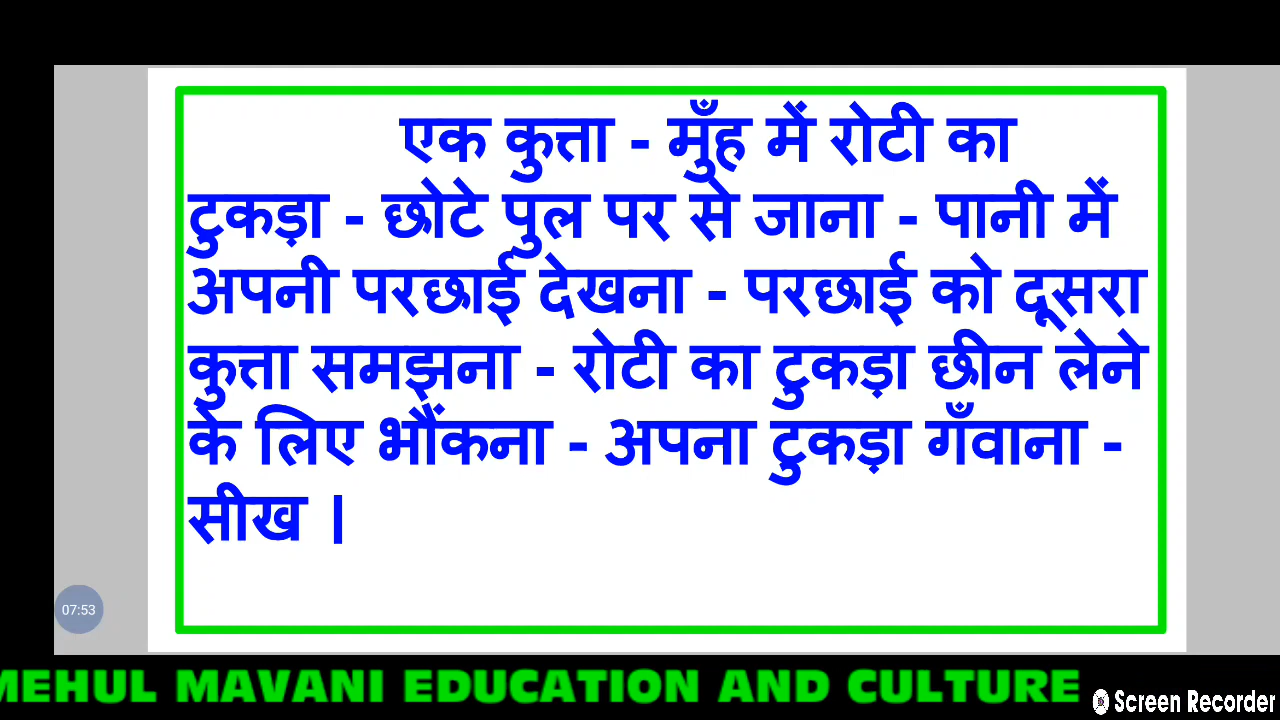 एक कुत्ता - मुँह में रोटी का
टुकड़ा - छोटे पुल पर से जाना - पानी में
अपनी परछाई देखना - परछाई को दूसरा
कुत्ता समझना - रोटी का टुकड़ा छीन लेने
के लिए भौंकना - अपना टुकड़ा गँवाना -
सीख ।
07:53
MEHUL MAVANI EDUCATION AND CULTURE
Screen Recorder